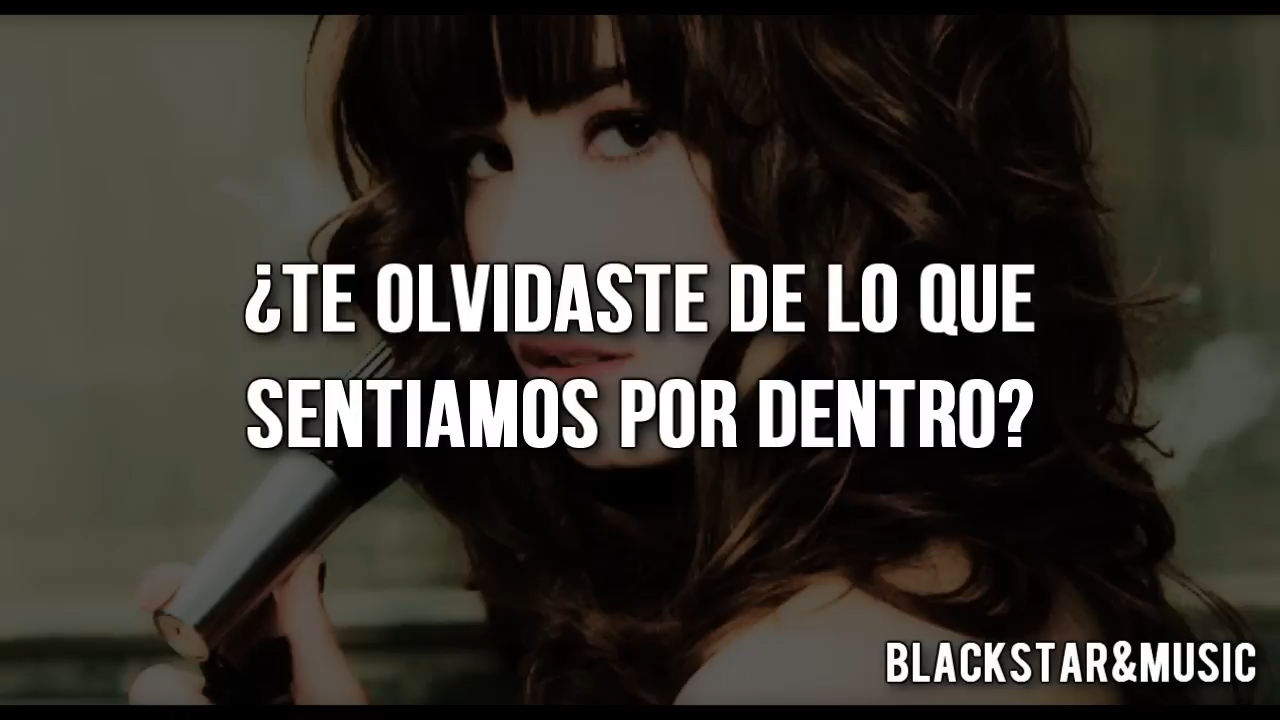 ¿TE OLVIDASTE DE LO QUE
SENTIAMOS POR DENTRO?
BLACKSTAR&MUSIC